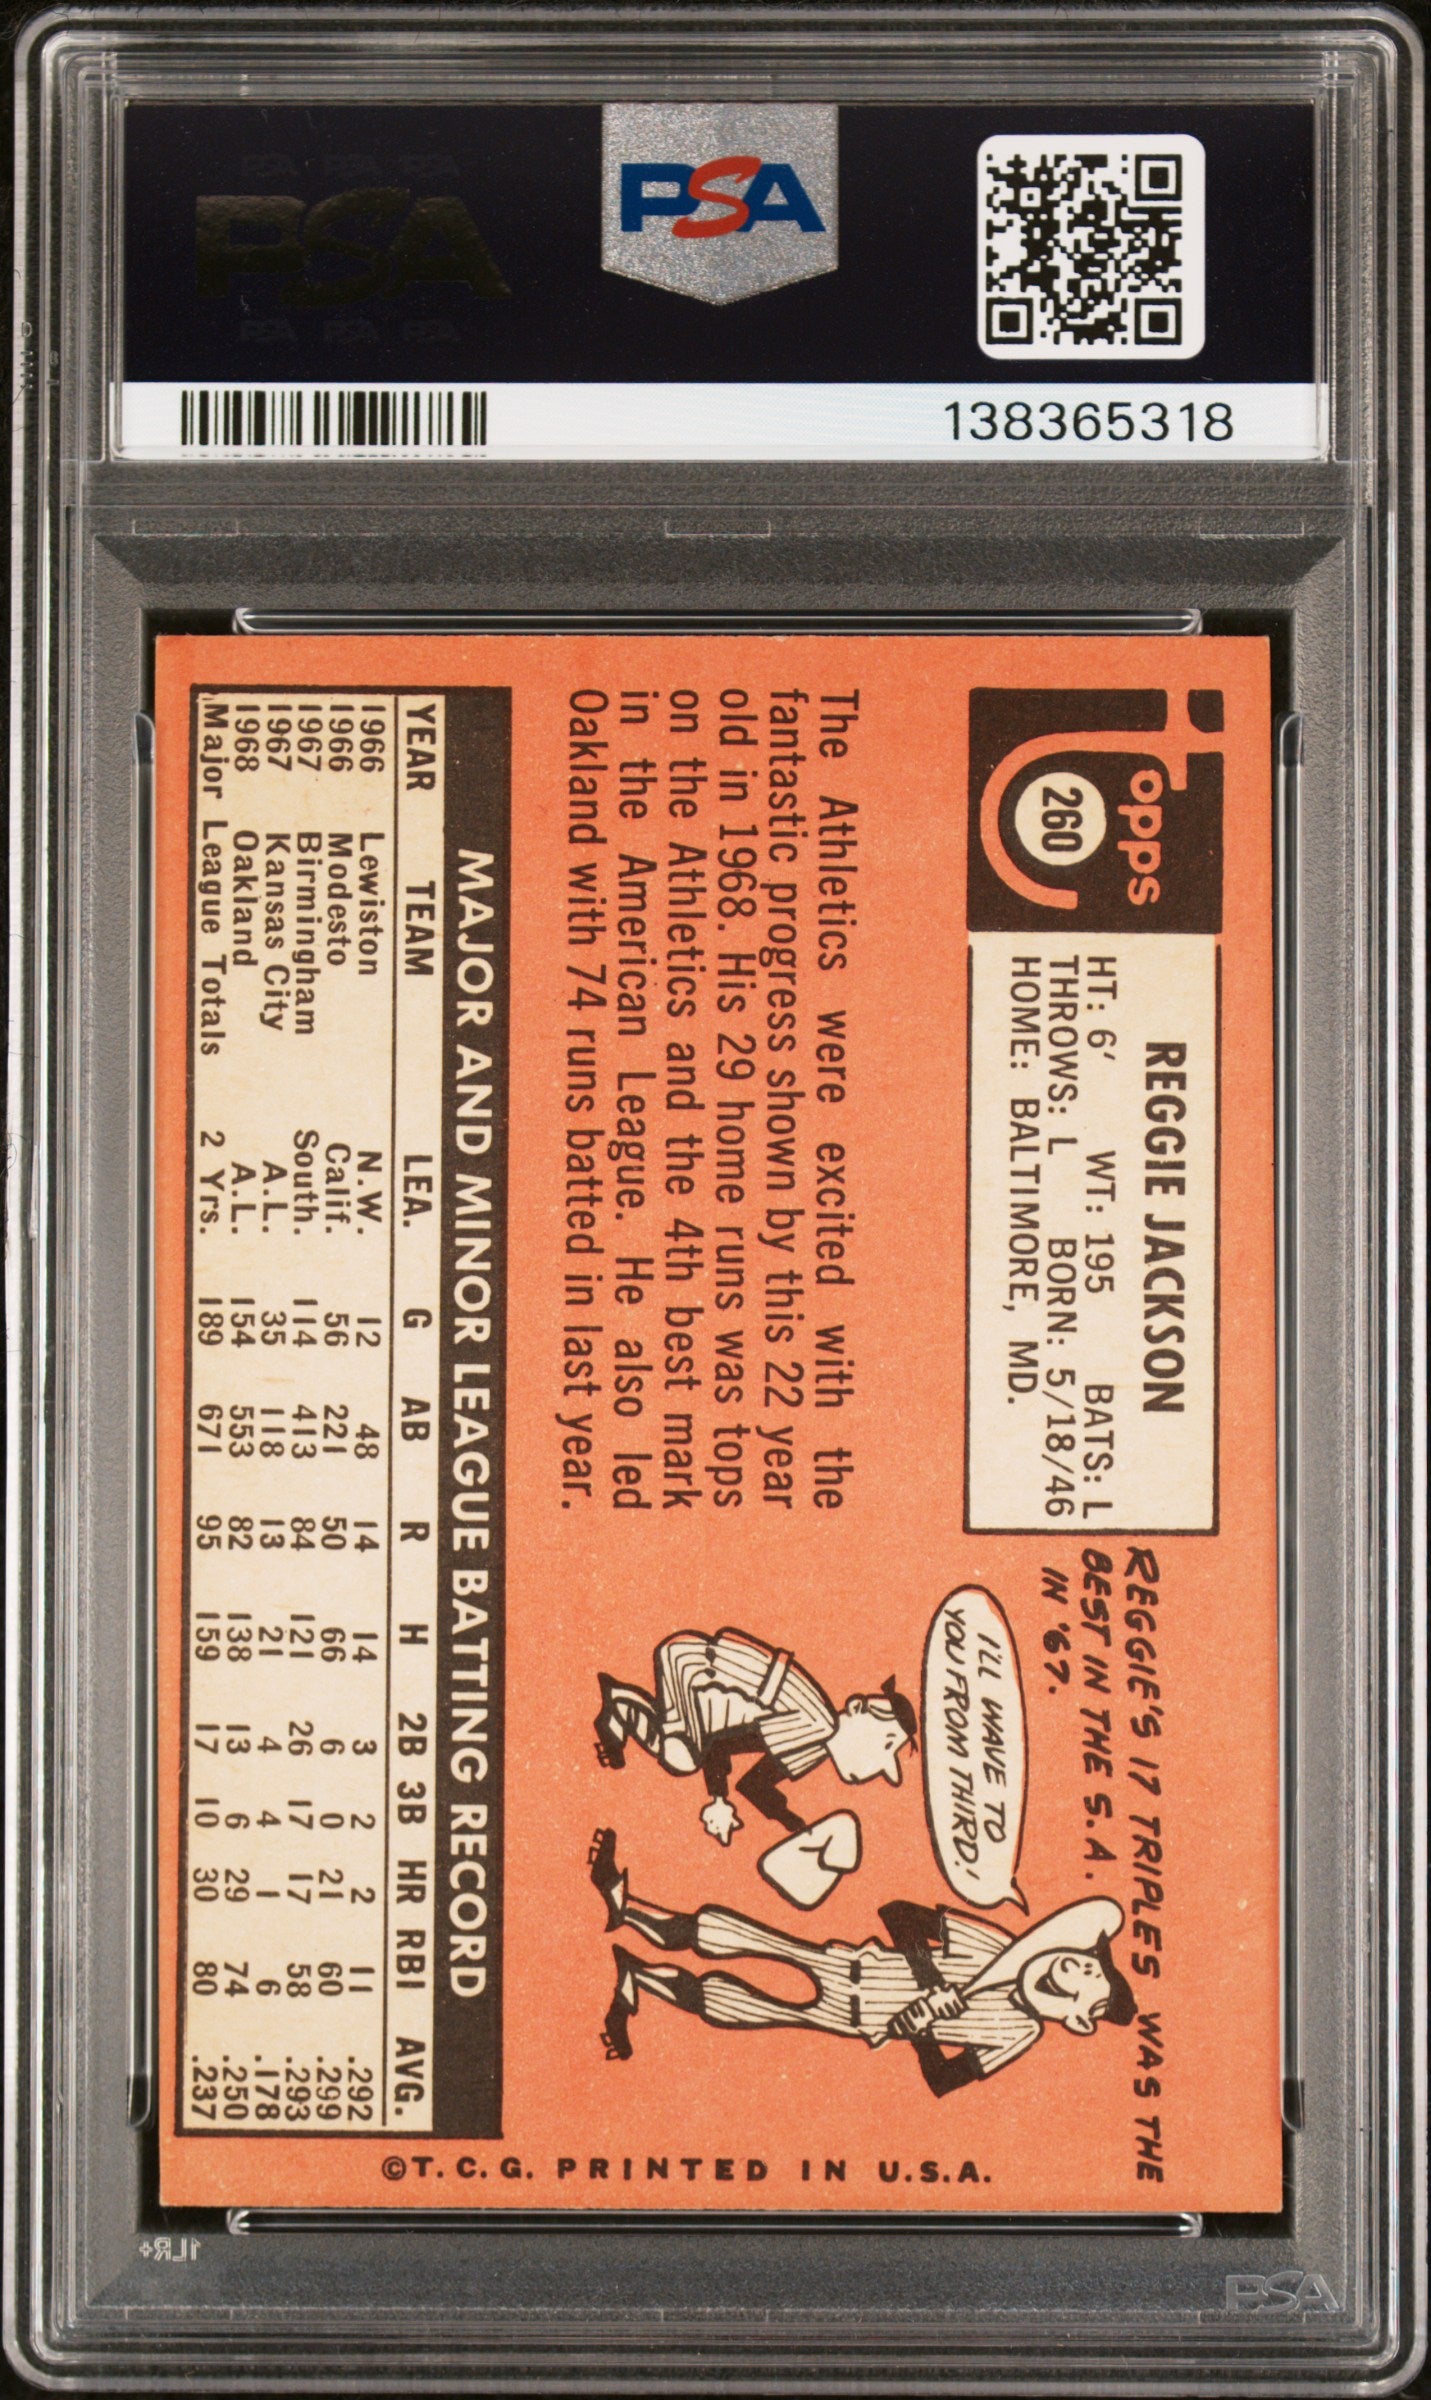 PSA PSA PSA
PSA
PSA PSA PSA
PSA
138365318
Topps
260
REGGIE JACKSON
HT: 6' WT: 195 BATS: L
THROWS: L BORN: 5/18/46
HOME: BALTIMORE, MD.
REGGIE'S 17 TRIPLES WAS THE
BEST IN THE S.A.
IN '67.
I'LL WAVE TO
YOU FROM THIRD!
The Athletics were excited with the
fantastic progress shown by this 22 year
old in 1968. His 29 home runs was tops
on the Athletics and the 4th best mark
in the American League. He also led
Oakland with 74 runs batted in last year.
MAJOR AND MINOR LEAGUE BATTING RECORD
YEAR TEAM LEA. G AB R H 2B 3B HR RBI AVG.
1966 Lewiston N.W. 12 48 14 14 3 2 2 11 .292
1966 Modesto Calif. 56 221 50 66 6 0 21 60 .299
1967 Birmingham South. 114 413 84 121 26 17 17 58 .293
1967 Kansas City A.L. 35 118 13 21 4 4 1 6 .178
1968 Oakland A.L. 154 553 82 138 13 6 29 74 .250
Major League Totals 2 Yrs. 189 671 95 159 17 10 30 80 .237
©T.C.G. PRINTED IN U.S.A.
1LR+
PSA